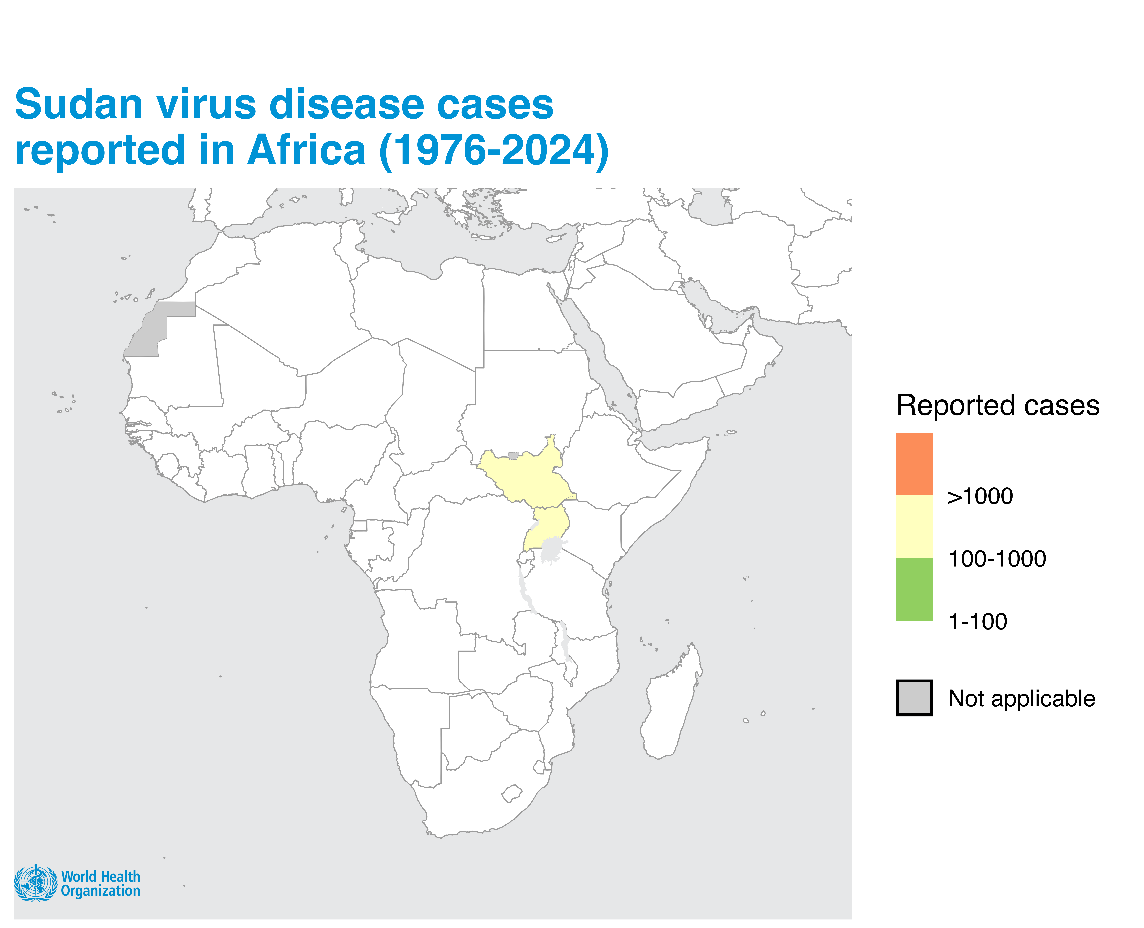 Sudan virus disease cases
reported in Africa (1976-2024)
Reported cases
>1000
100-1000
1-100
Not applicable
World Health
Organization